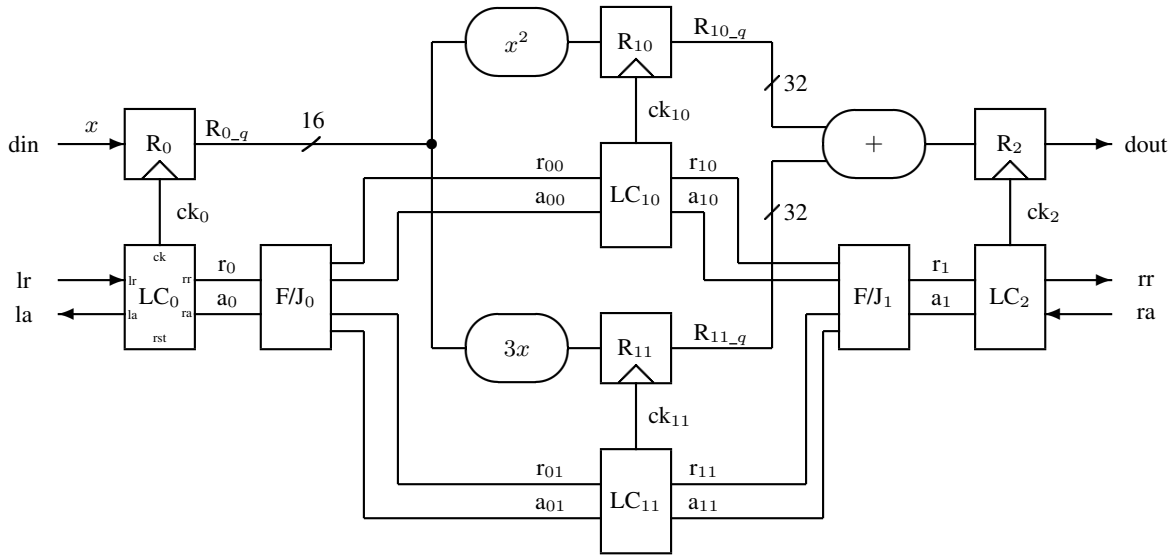 x² R₁₀ R₁₀_q
32
ck₁₀
din x R₀ R₀_q 16 + R₂ dout
r₀₀ LC₁₀ r₁₀
a₀₀ a₁₀
ck₀ 32 ck₂
ck
lr lr LC₀ rr r₀ F/J₀ F/J₁ r₁ LC₂ rr
la la ra a₀ a₁ ra
rst
3x R₁₁ R₁₁_q
ck₁₁
r₀₁ LC₁₁ r₁₁
a₀₁ a₁₁